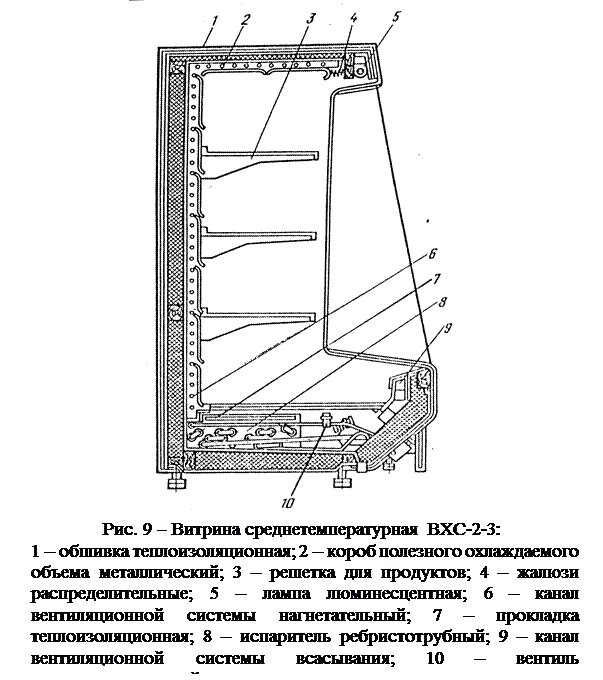 1 2 3 4 5
6
7
8
9
10
Рис. 9 – Витрина среднетемпературная ВХС-2-3:
1 – обшивка теплоизоляционная; 2 – короб полезного охлаждаемого
объема металлический; 3 – решетка для продуктов; 4 – жалюзи
распределительные; 5 – лампа люминесцентная; 6 – канал
вентиляционной системы нагнетательный; 7 – прокладка
теплоизоляционная; 8 – испаритель ребристотрубный; 9 – канал
вентиляционной системы всасывания; 10 – вентиль